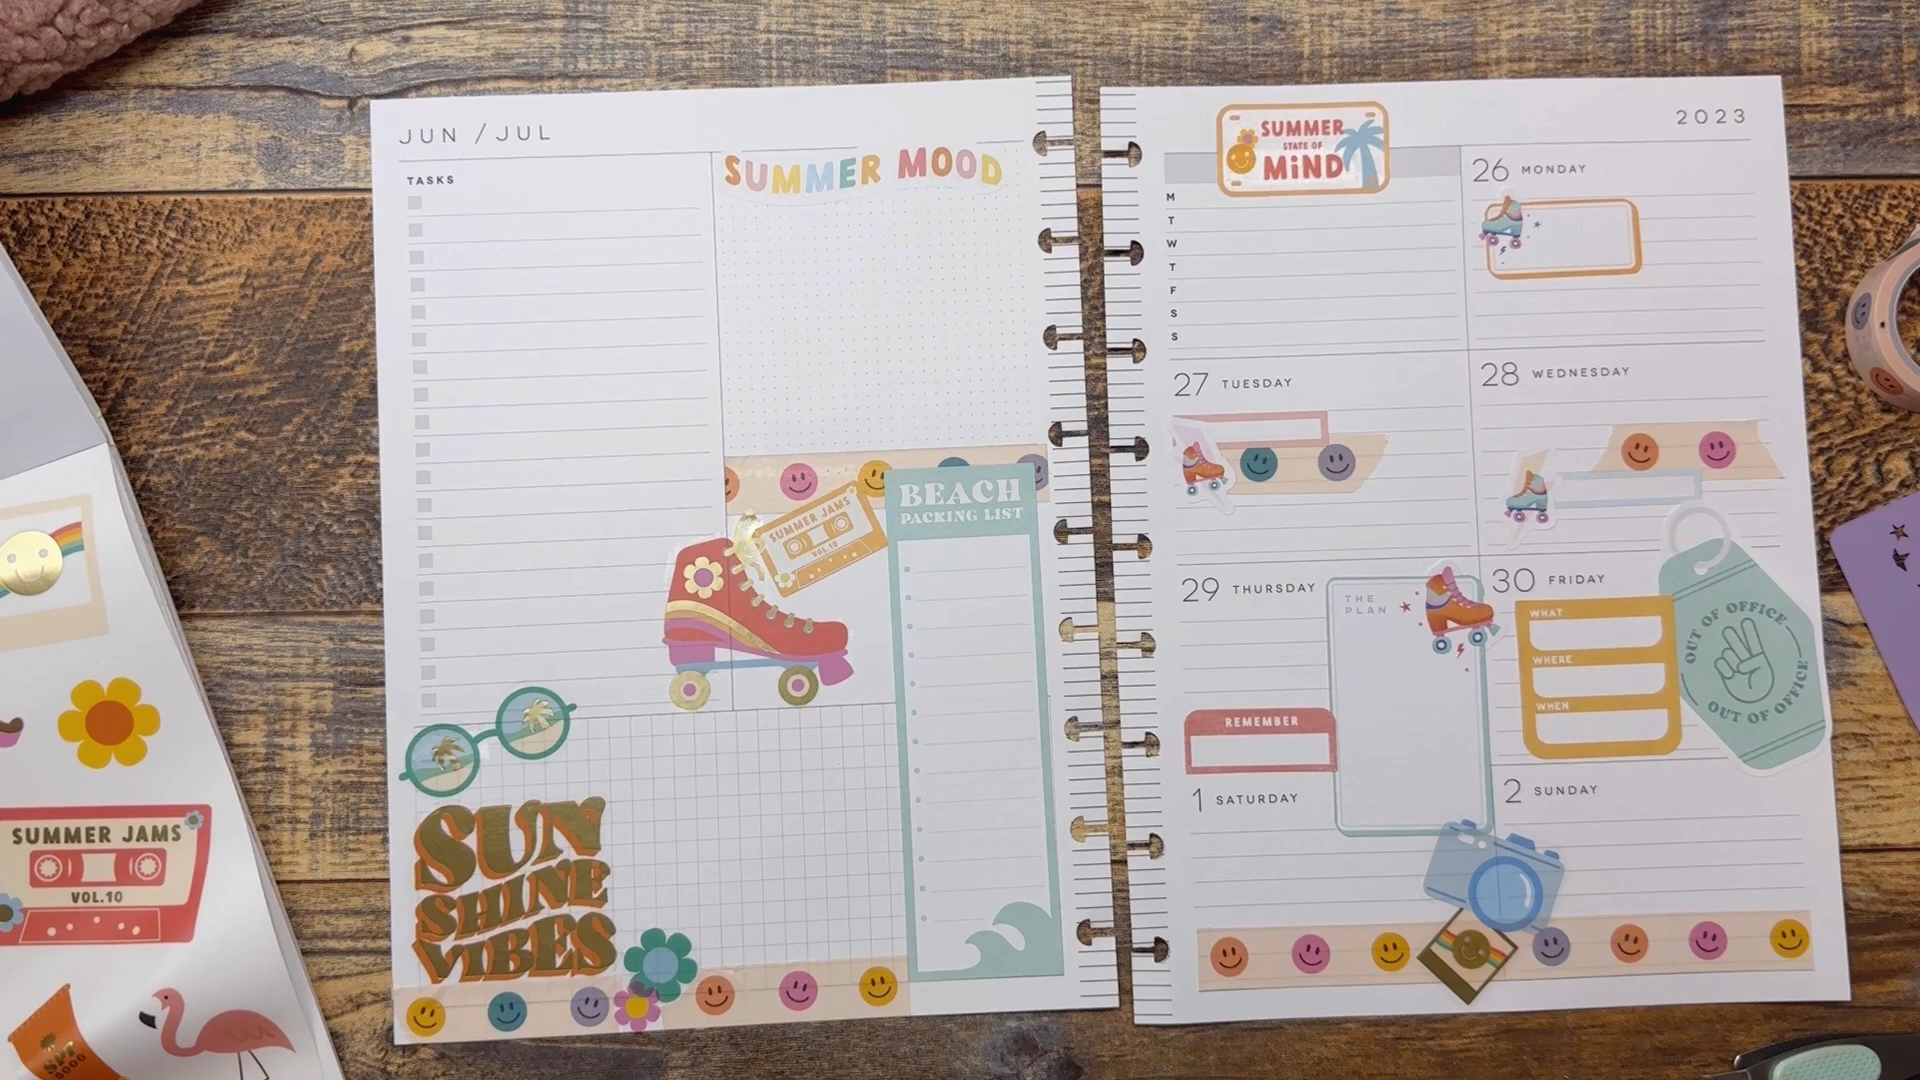 JUN / JUL
TASKS
SUMMER MOOD
SUMMER JAMS
VOL.10
BEACH
PACKING LIST
SUN
SHINE
VIBES
SUMMER JAMS
VOL.10
SPF
5000
2023
SUMMER
STATE OF
MiND
M
T
W
T
F
S
S
26 MONDAY
27 TUESDAY
28 WEDNESDAY
29 THURSDAY
THE
PLAN
REMEMBER
30 FRIDAY
WHAT
WHERE
WHEN
OUT OF OFFICE
OUT OF OFFICE
1 SATURDAY
2 SUNDAY